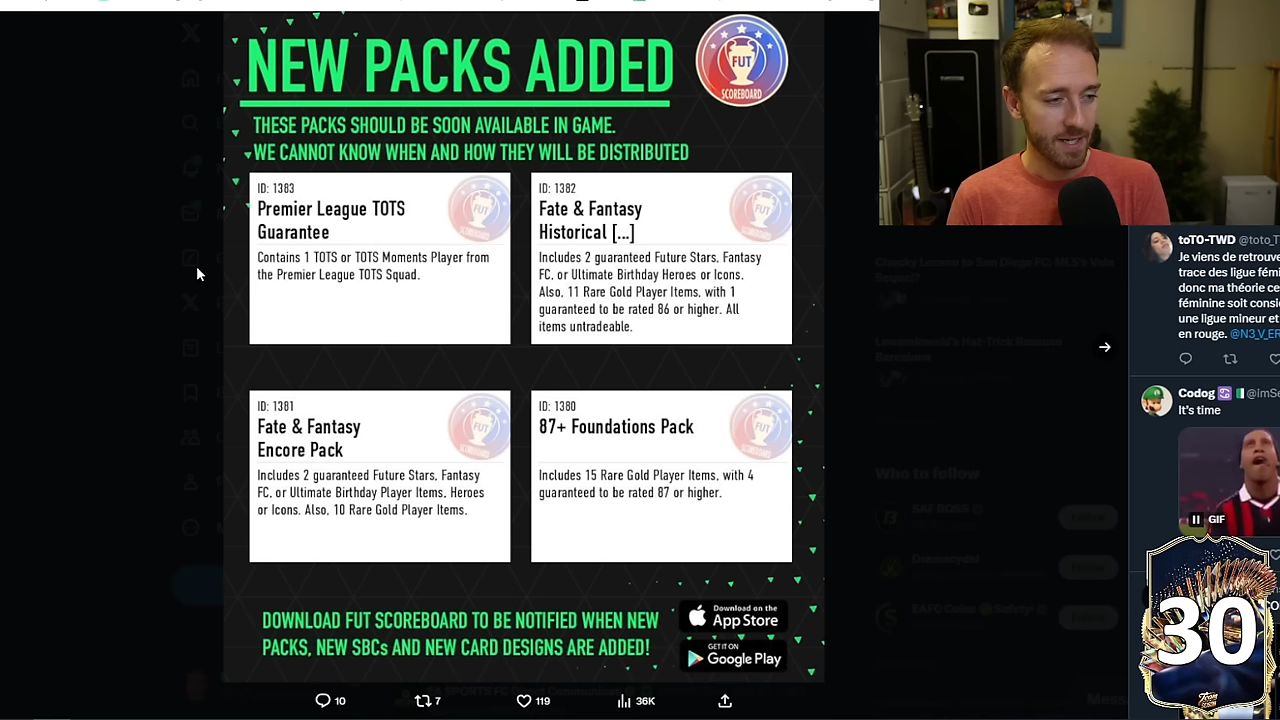 NEW PACKS ADDED
FUT
SCOREBOARD
THESE PACKS SHOULD BE SOON AVAILABLE IN GAME.
WE CANNOT KNOW WHEN AND HOW THEY WILL BE DISTRIBUTED
ID: 1383
Premier League TOTS
Guarantee
Contains 1 TOTS or TOTS Moments Player from
the Premier League TOTS Squad.
ID: 1382
Fate & Fantasy
Historical [...]
Includes 2 guaranteed Future Stars, Fantasy
FC, or Ultimate Birthday Heroes or Icons.
Also, 11 Rare Gold Player Items, with 1
guaranteed to be rated 86 or higher. All
items untradeable.
ID: 1381
Fate & Fantasy
Encore Pack
Includes 2 guaranteed Future Stars, Fantasy
FC, or Ultimate Birthday Player Items, Heroes
or Icons. Also, 10 Rare Gold Player Items.
ID: 1380
87+ Foundations Pack
Includes 15 Rare Gold Player Items, with 4
guaranteed to be rated 87 or higher.
DOWNLOAD FUT SCOREBOARD TO BE NOTIFIED WHEN NEW
PACKS, NEW SBCs AND NEW CARD DESIGNS ARE ADDED!
Download on the
App Store
GET IT ON
Google Play
10
7
119
36K
toTO-TWD @toto_T
Je viens de retrouve
trace des ligue fémi
donc ma théorie ce
féminine soit consi
une ligue mineur et
en rouge. @N3_V_ER
Codog @imSe
It's time
GIF
Who to follow
30